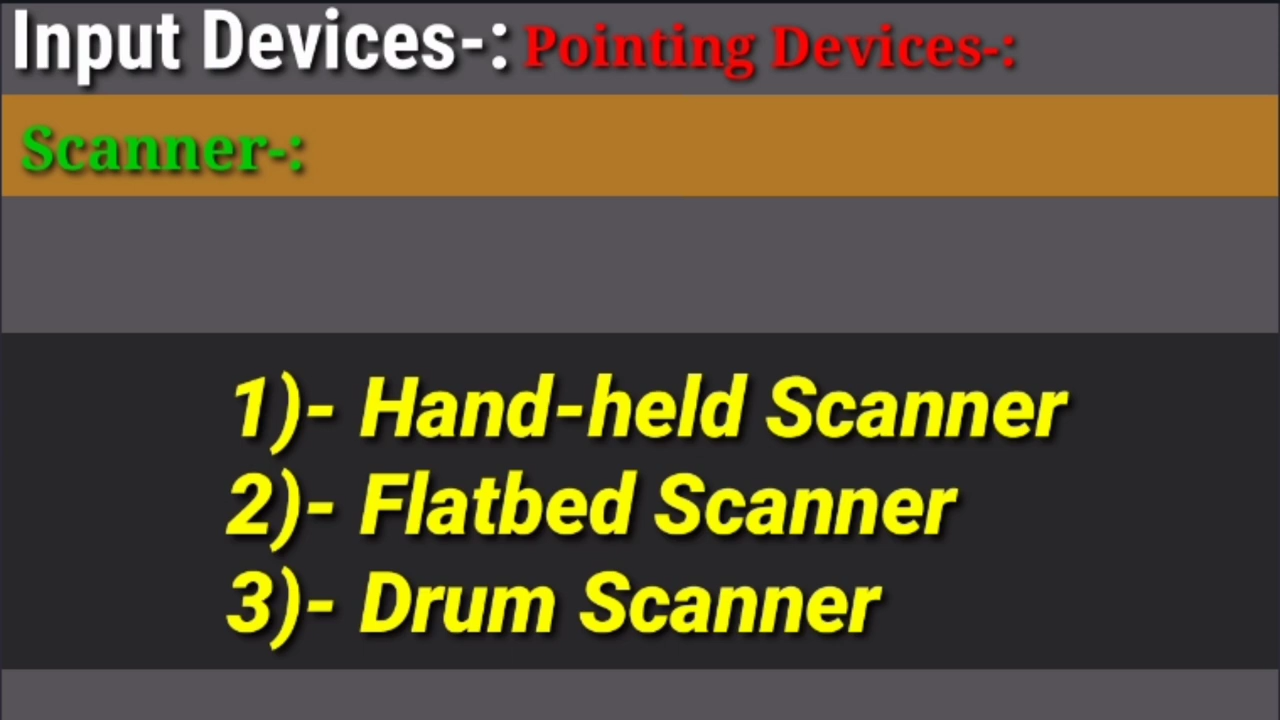 Input Devices-: Pointing Devices-:
Scanner-:
1)- Hand-held Scanner
2)- Flatbed Scanner
3)- Drum Scanner